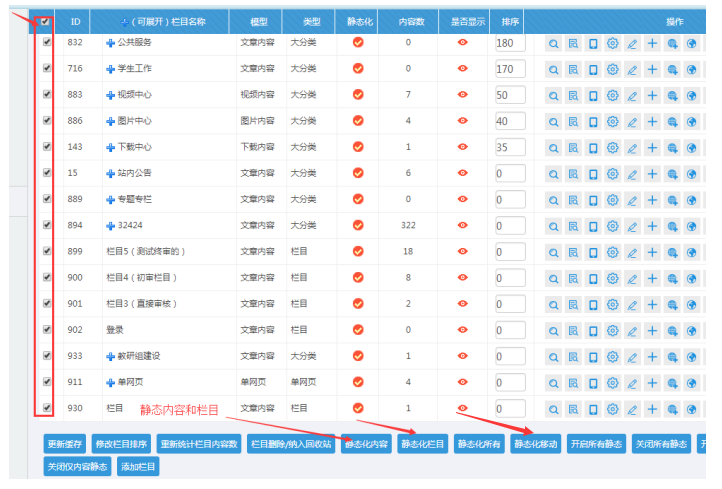 ID （可展开）栏目名称 模型 类型 静态化 内容数 是否显示 排序 操作
832 公共服务 文章内容 大分类 0 180
716 学生工作 文章内容 大分类 0 170
883 视频中心 视频内容 大分类 7 50
886 图片中心 图片内容 大分类 4 40
143 下载中心 下载内容 大分类 1 35
15 站内公告 文章内容 大分类 6 0
889 专题专栏 文章内容 大分类 0 0
894 32424 文章内容 大分类 322 0
899 栏目5（测试终审的） 文章内容 栏目 18 0
900 栏目4（初审栏目） 文章内容 栏目 8 0
901 栏目3（直接审核） 文章内容 栏目 2 0
902 登录 文章内容 栏目 0 0
933 教研组建设 文章内容 大分类 1 0
911 单网页 单网页 单网页 4 0
930 栏目 静态内容和栏目 文章内容 栏目 1 0
更新缓存 修改栏目排序 重新统计栏目内容数 栏目删除/纳入回收站 静态化内容 静态化栏目 静态化所有 静态化移动 开启所有静态 关闭所有静态
关闭仅内容静态 添加栏目